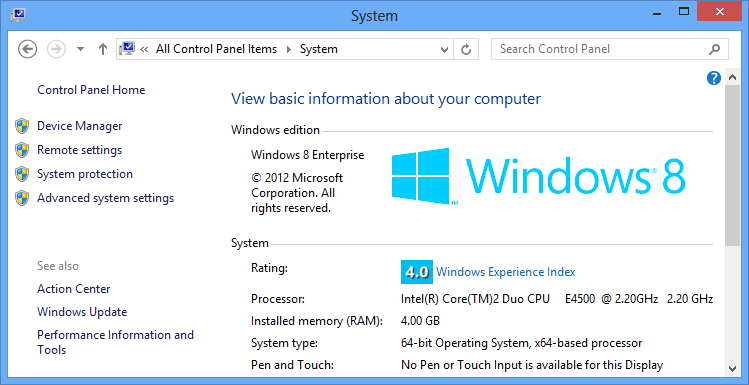 System
All Control Panel Items System
Search Control Panel
Control Panel Home
Device Manager
Remote settings
System protection
Advanced system settings
See also
Action Center
Windows Update
Performance Information and
Tools
?
View basic information about your computer
Windows edition
Windows 8 Enterprise
© 2012 Microsoft
Corporation. All
rights reserved.
™ Windows® 8
System
Rating: 4.0 Windows Experience Index
Processor: Intel(R) Core(TM)2 Duo CPU E4500 @ 2.20GHz 2.20 GHz
Installed memory (RAM): 4.00 GB
System type: 64-bit Operating System, x64-based processor
Pen and Touch: No Pen or Touch Input is available for this Display